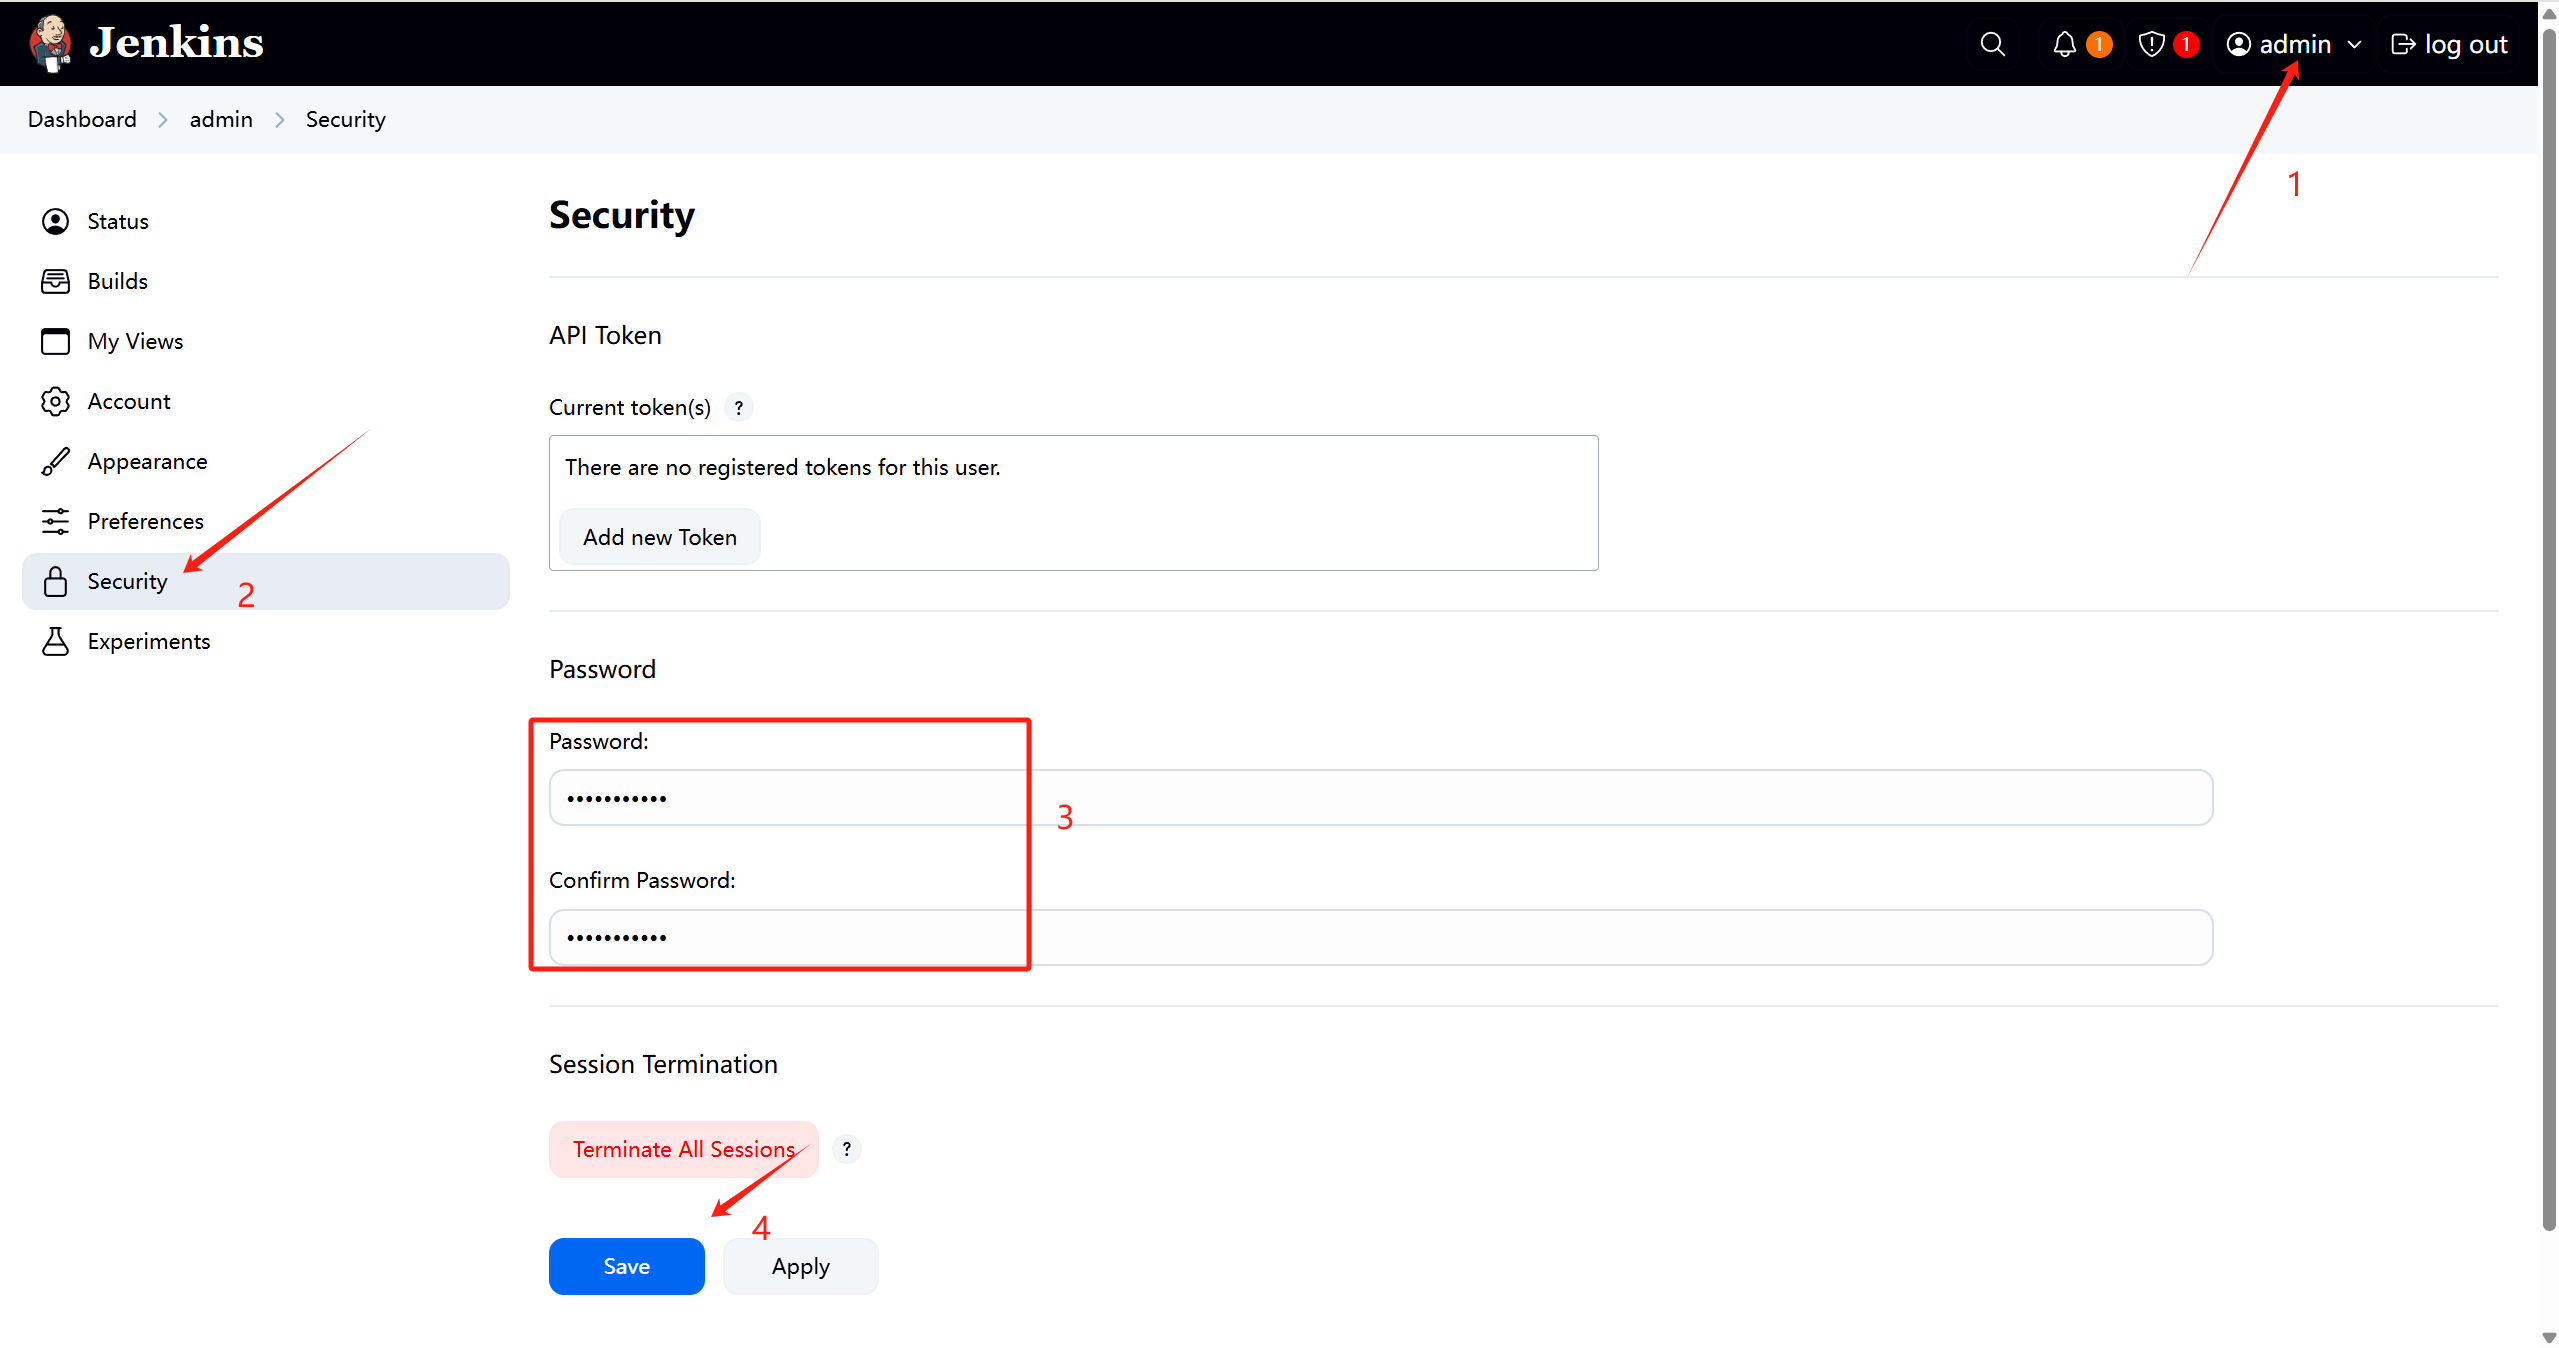 Jenkins
1
1
admin
log out
Dashboard
admin
Security
1
Status
Builds
My Views
Account
Appearance
Preferences
Security
2
Experiments
Security
API Token
Current token(s) ?
There are no registered tokens for this user.
Add new Token
Password
Password:
•••••••••••
3
Confirm Password:
•••••••••••
Session Termination
Terminate All Sessions ?
4
Save
Apply